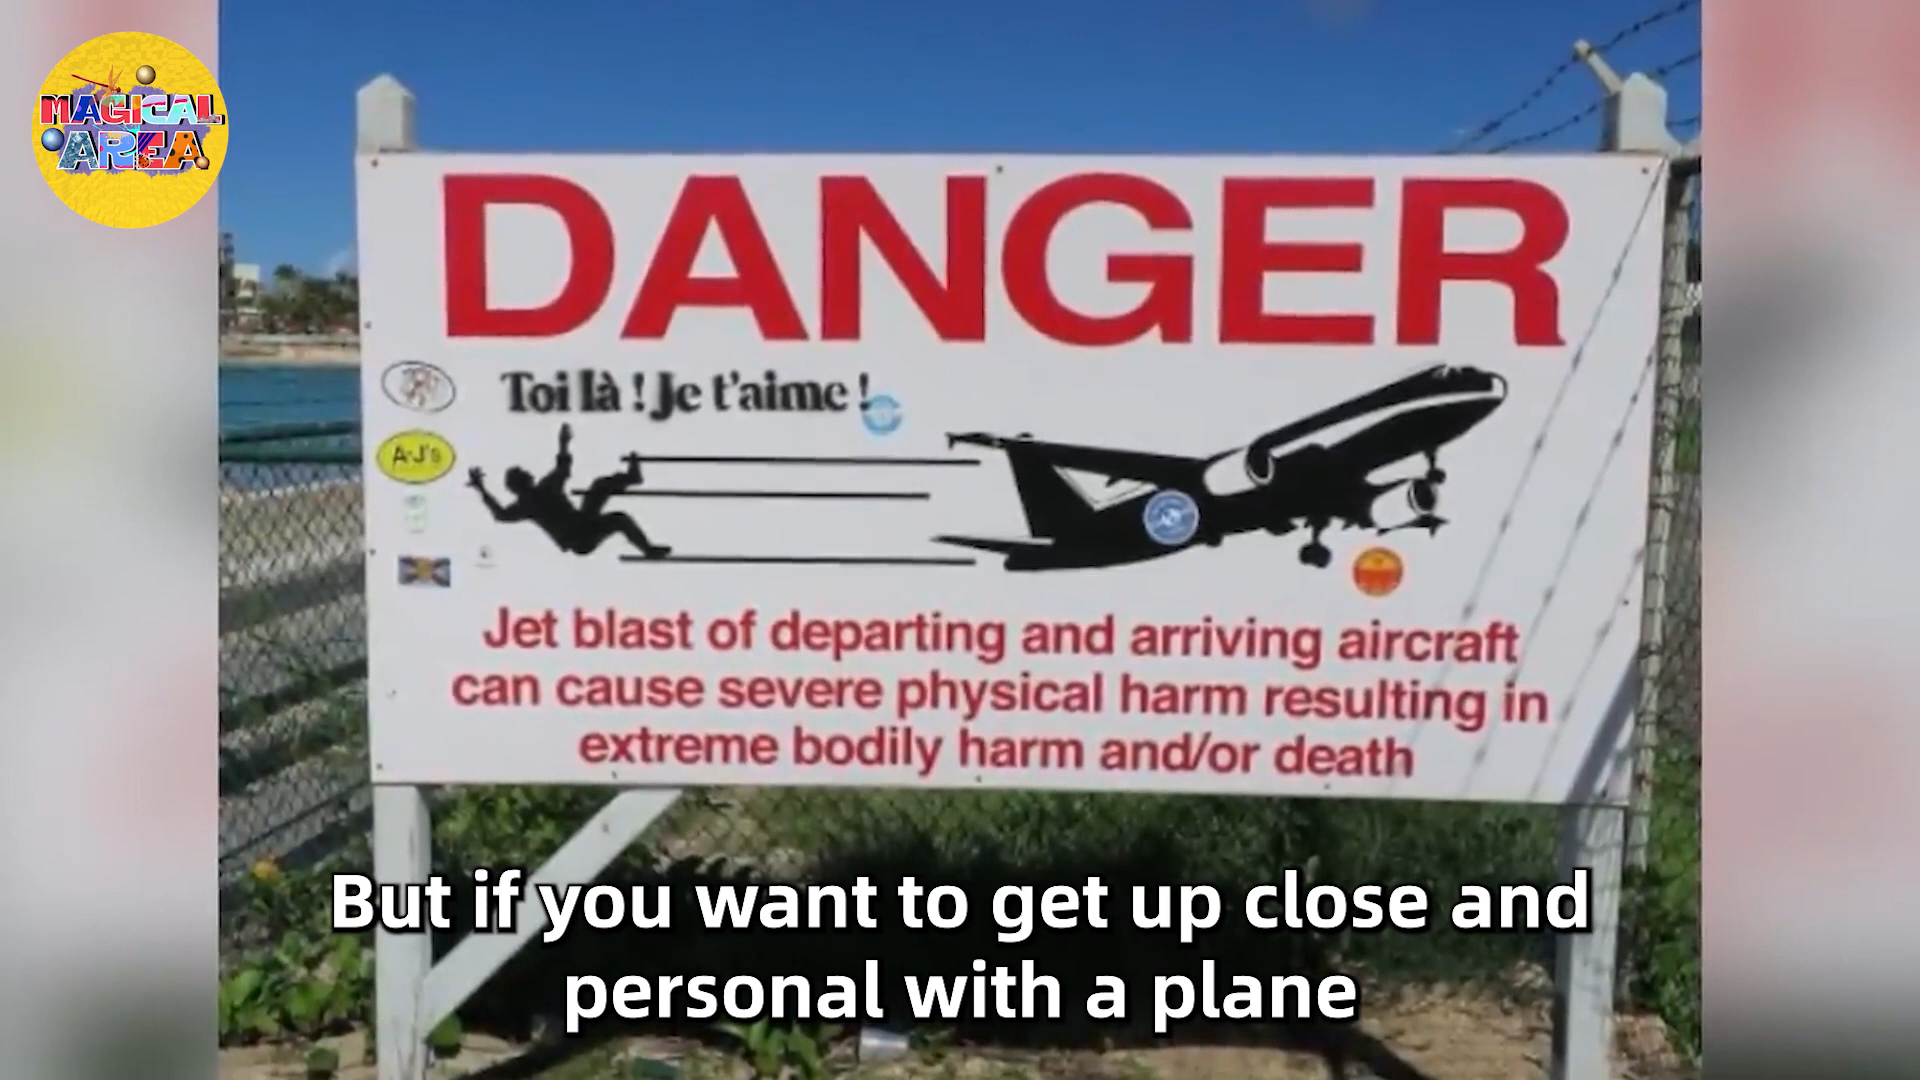 MAGICAL
AREA
DANGER
Toi là ! Je t'aime !
A-J's
Jet blast of departing and arriving aircraft
can cause severe physical harm resulting in
extreme bodily harm and/or death
But if you want to get up close and
personal with a plane